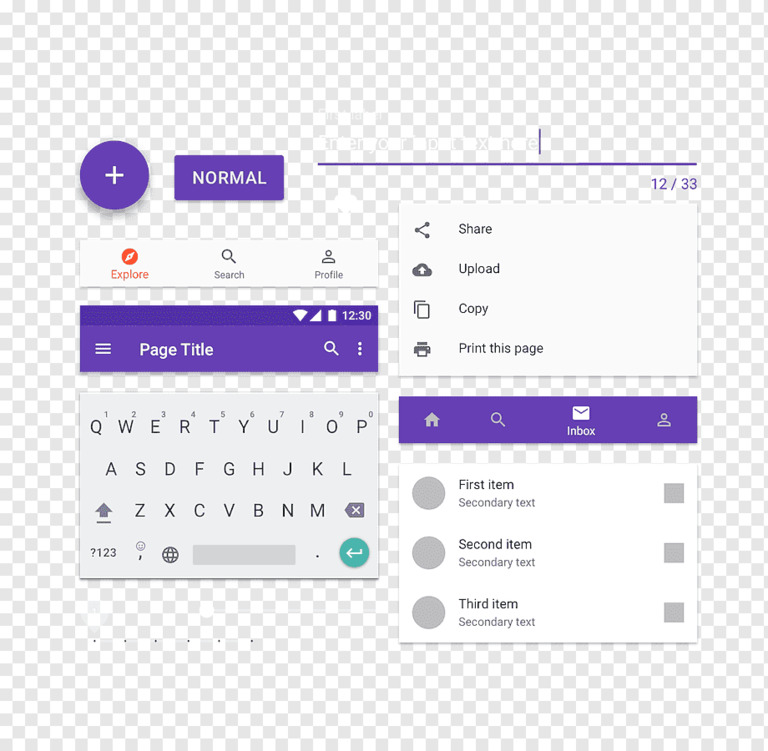 NORMAL
12 / 33
Explore
Search
Profile
12:30
Page Title
Share
Upload
Copy
Print this page
1 2 3 4 5 6 7 8 9 0
Q W E R T Y U I O P
A S D F G H J K L
Z X C V B N M
?123 , .
Inbox
First item
Secondary text
Second item
Secondary text
Third item
Secondary text